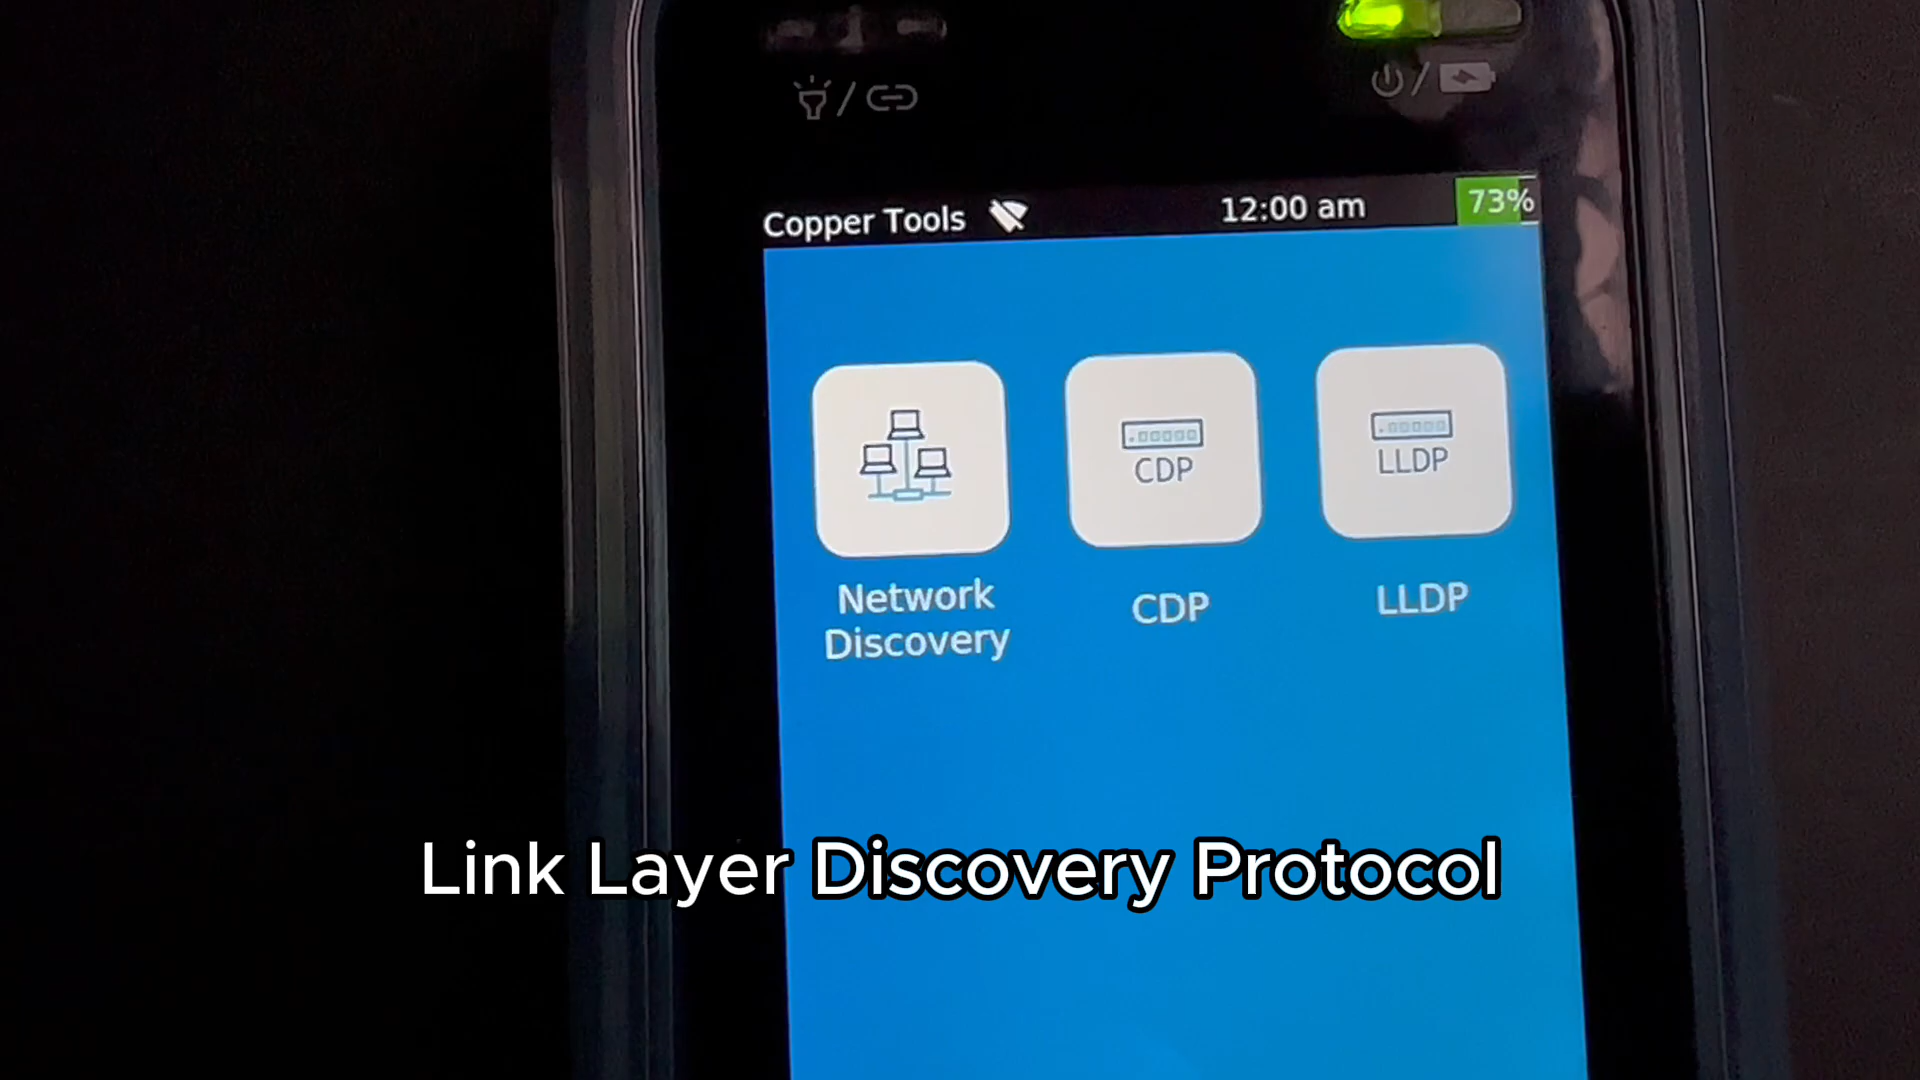 Copper Tools 12:00 am 73%
CDP
LLDP
Network
Discovery
CDP
LLDP
Link Layer Discovery Protocol